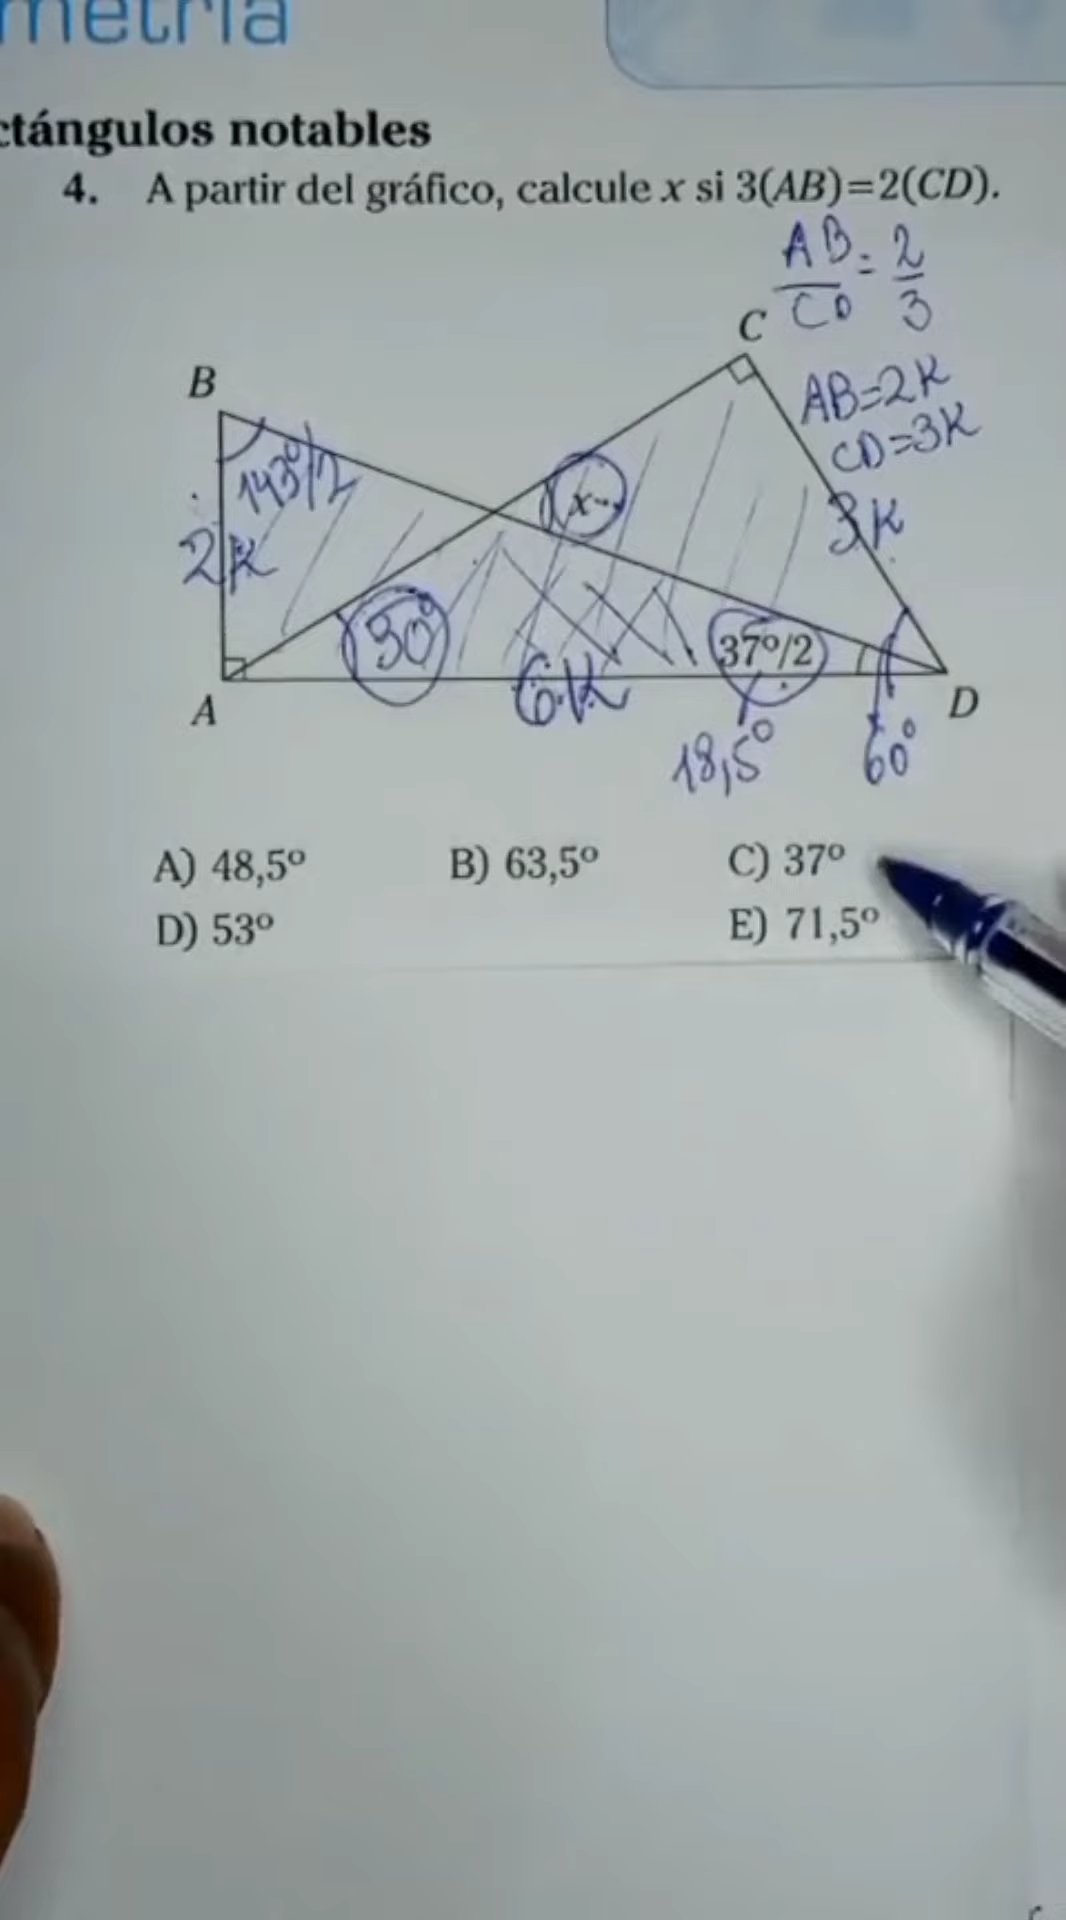 metría
ctángulos notables
4. A partir del gráfico, calcule x si 3(AB)=2(CD).
AB/CD = 2/3
C
B
AB=2K
CD=3K
143°/2
x
3K
2K
30°
37°/2
6K
A
D
18,5°
60°
A) 48,5° B) 63,5° C) 37°
D) 53° E) 71,5°